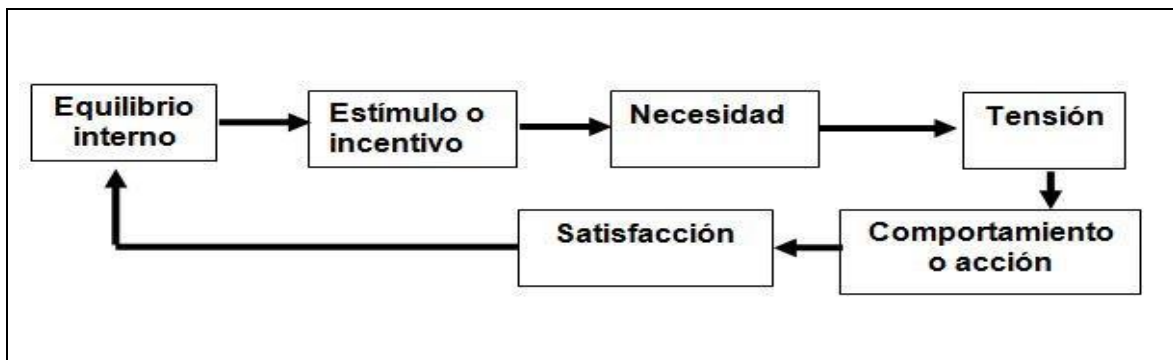 Equilibrio
interno
Estímulo o
incentivo
Necesidad
Tensión
Comportamiento
o acción
Satisfacción